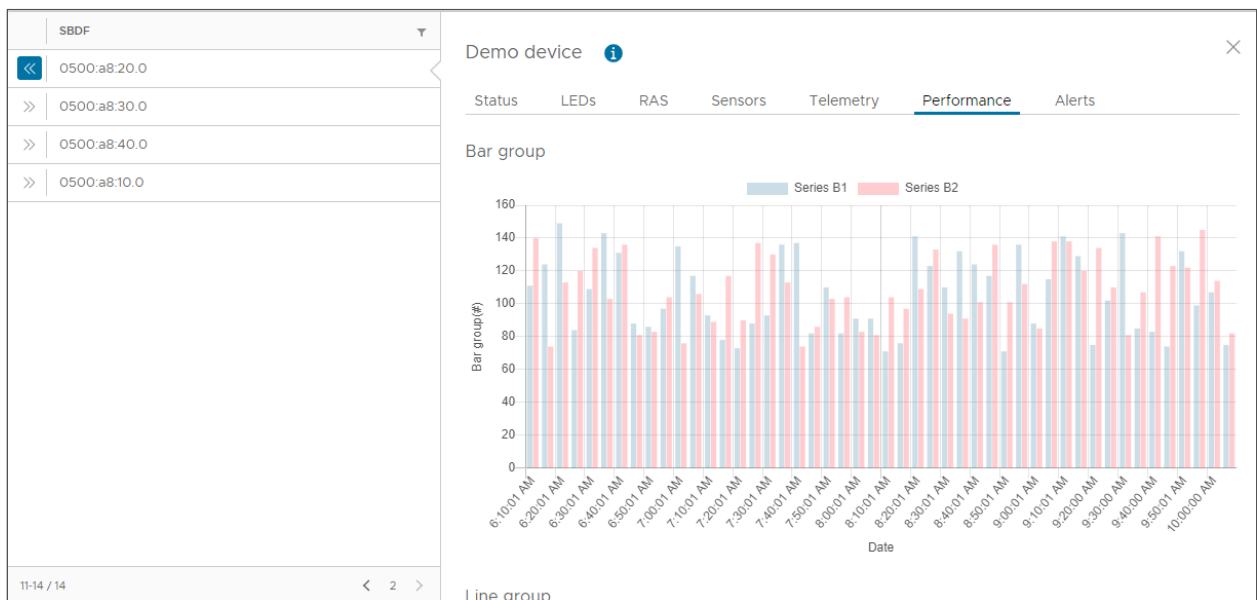 SBDF
0500:a8:20.0
0500:a8:30.0
0500:a8:40.0
0500:a8:10.0
11-14 / 14
2
Demo device
Status LEDs RAS Sensors Telemetry Performance Alerts
Bar group
Series B1 Series B2
Bar group(#)
160
140
120
100
80
60
40
20
0
6:10:01 AM 6:20:01 AM 6:30:01 AM 6:40:01 AM 6:50:01 AM 7:00:01 AM 7:10:01 AM 7:20:01 AM 7:30:01 AM 7:40:01 AM 7:50:01 AM 8:00:01 AM 8:10:01 AM 8:20:01 AM 8:30:01 AM 8:40:01 AM 8:50:01 AM 9:00:01 AM 9:10:01 AM 9:20:00 AM 9:30:00 AM 9:40:00 AM 9:50:01 AM 10:00:00 AM
Date
Line group